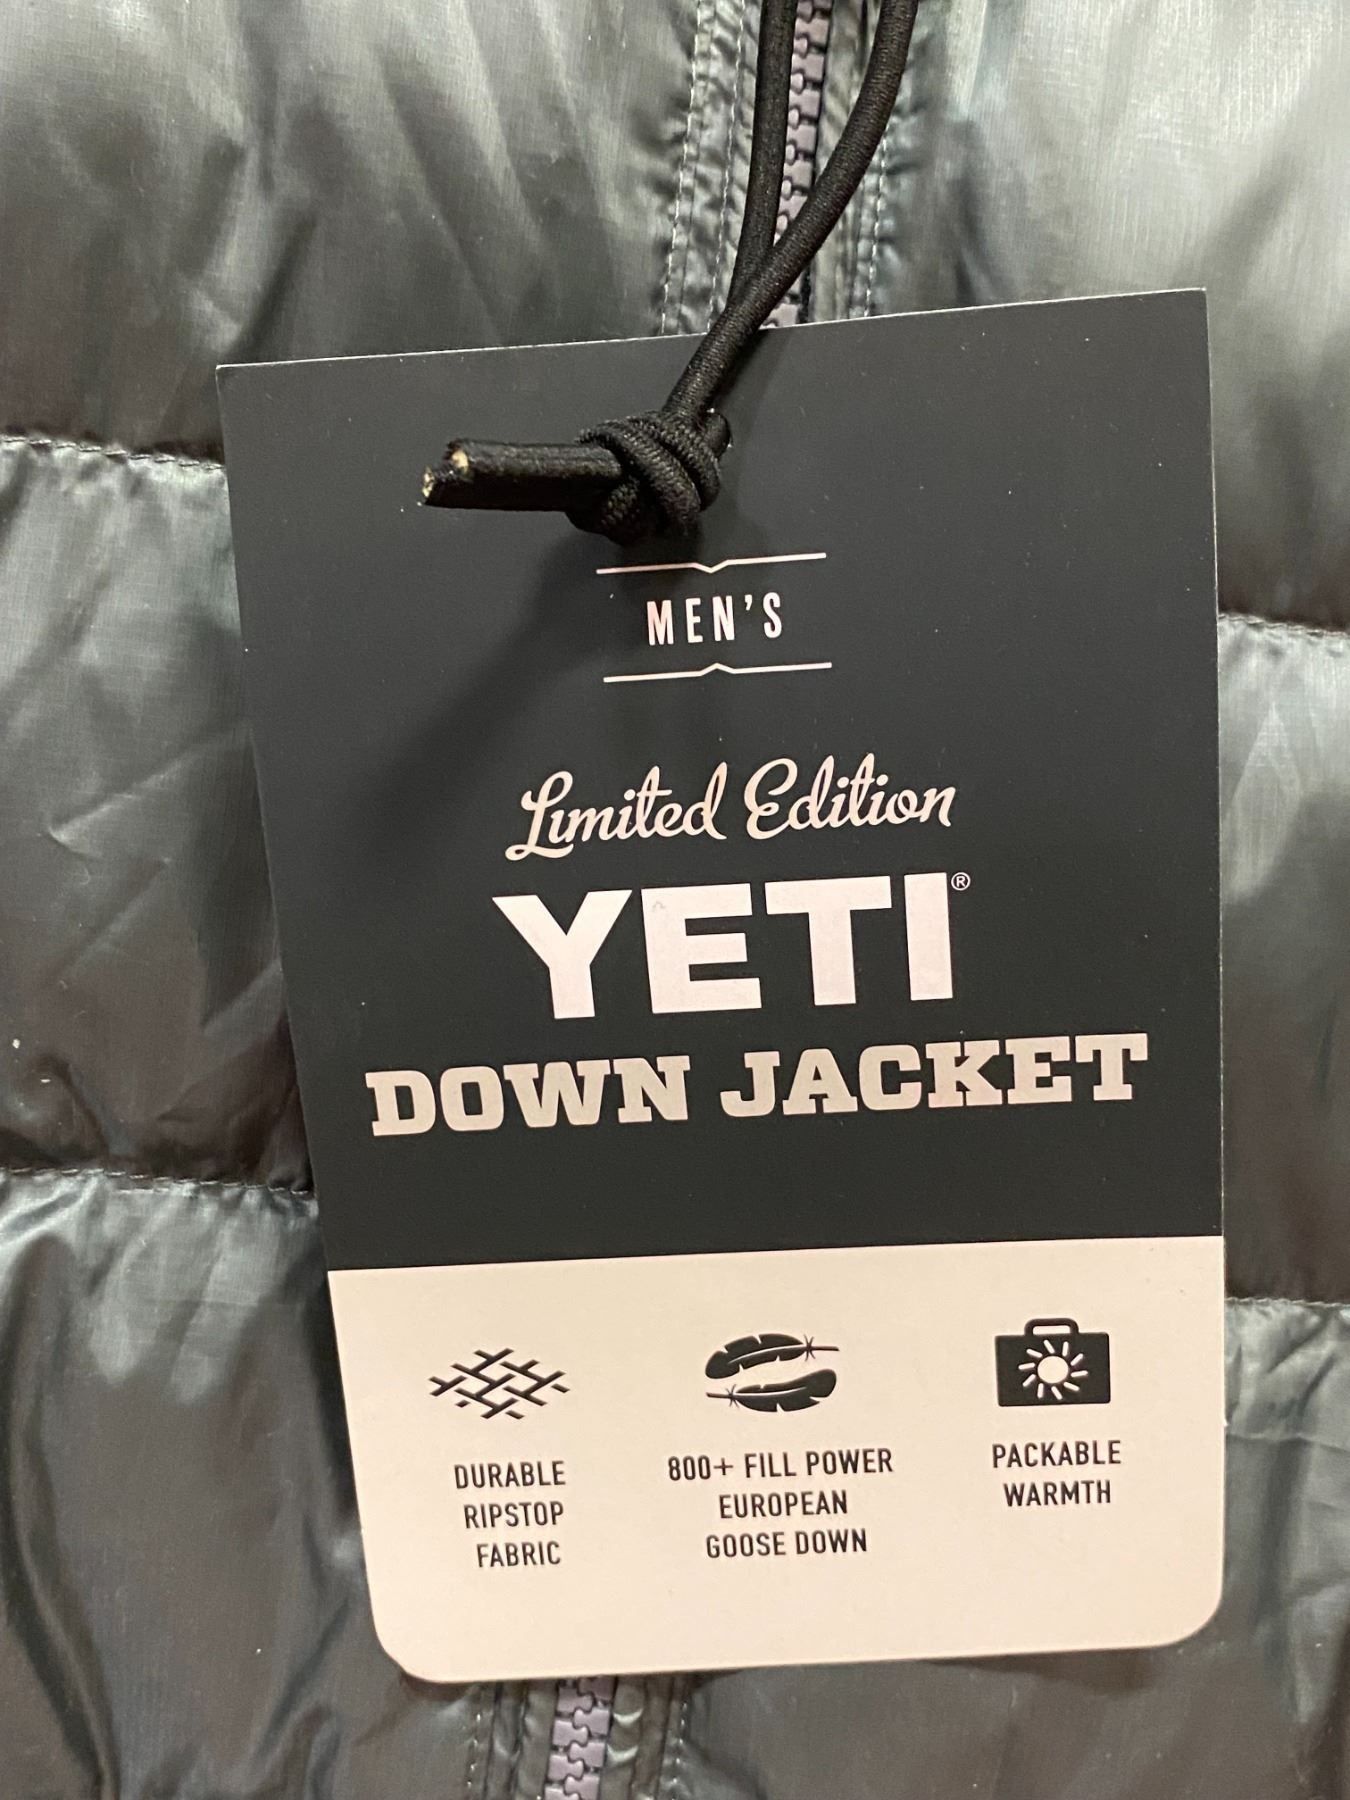 MEN'S
Limited Edition
YETI®
DOWN JACKET
DURABLE
RIPSTOP
FABRIC
800+ FILL POWER
EUROPEAN
GOOSE DOWN
PACKABLE
WARMTH